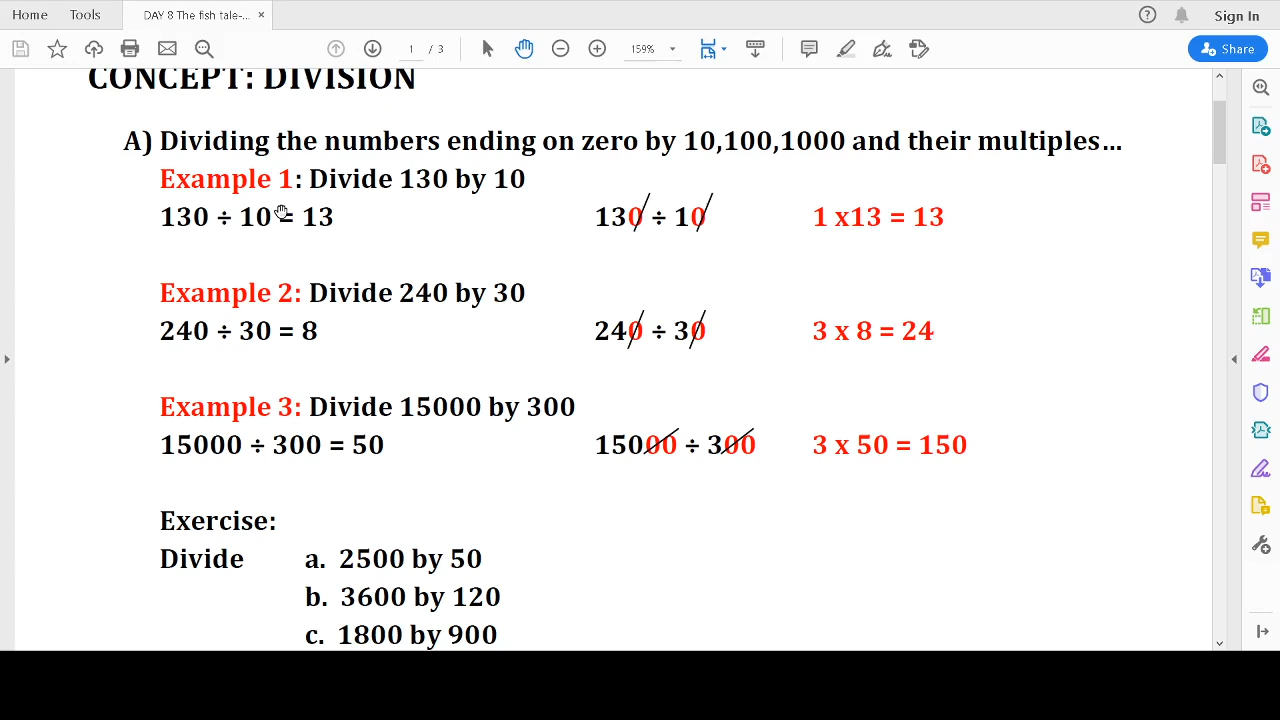 Home Tools DAY 8 The fish tale-... × Sign In
1 / 3 159% Share
CONCEPT: DIVISION
A) Dividing the numbers ending on zero by 10,100,1000 and their multiples...
Example 1: Divide 130 by 10
130 ÷ 10 = 13 130 ÷ 10 1 x13 = 13
Example 2: Divide 240 by 30
240 ÷ 30 = 8 240 ÷ 30 3 x 8 = 24
Example 3: Divide 15000 by 300
15000 ÷ 300 = 50 15000 ÷ 300 3 x 50 = 150
Exercise:
Divide a. 2500 by 50
b. 3600 by 120
c. 1800 by 900